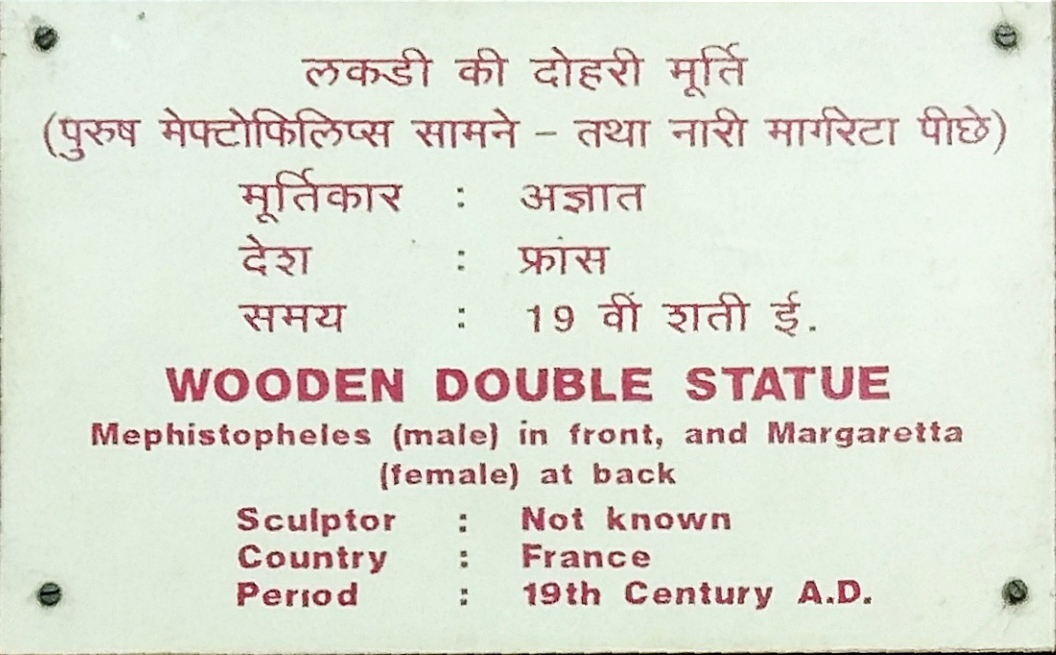 लकडी की दोहरी मूर्ति
(पुरुष मेफ्टोफिलिप्स सामने – तथा नारी मार्गरिटा पीछे)
मूर्तिकार : अज्ञात
देश : फ्रांस
समय : 19 वीं शती ई.
WOODEN DOUBLE STATUE
Mephistopheles (male) in front, and Margaretta
(female) at back
Sculptor : Not known
Country : France
Period : 19th Century A.D.